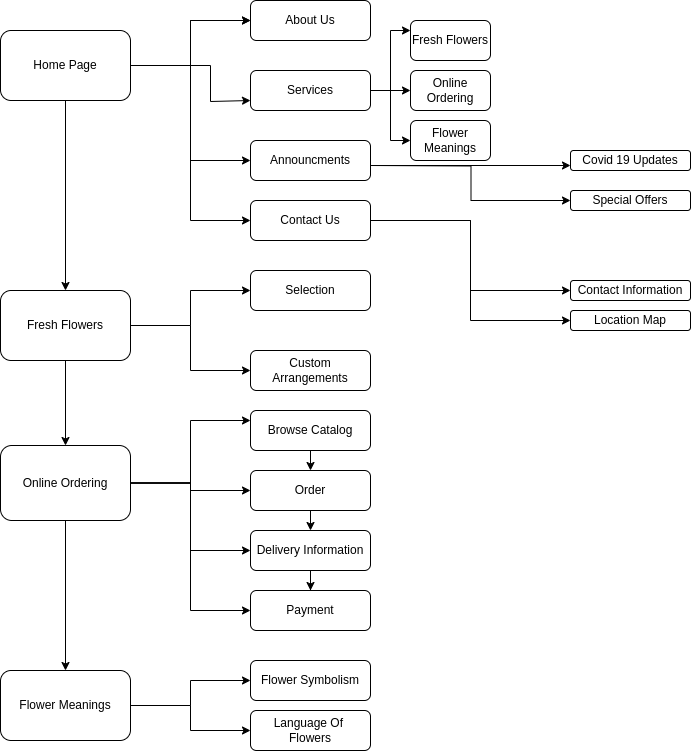 Home Page
About Us
Services
Announcments
Contact Us
Fresh Flowers
Online
Ordering
Flower
Meanings
Covid 19 Updates
Special Offers
Contact Information
Location Map
Fresh Flowers
Selection
Custom
Arrangements
Online Ordering
Browse Catalog
Order
Delivery Information
Payment
Flower Meanings
Flower Symbolism
Language Of
Flowers